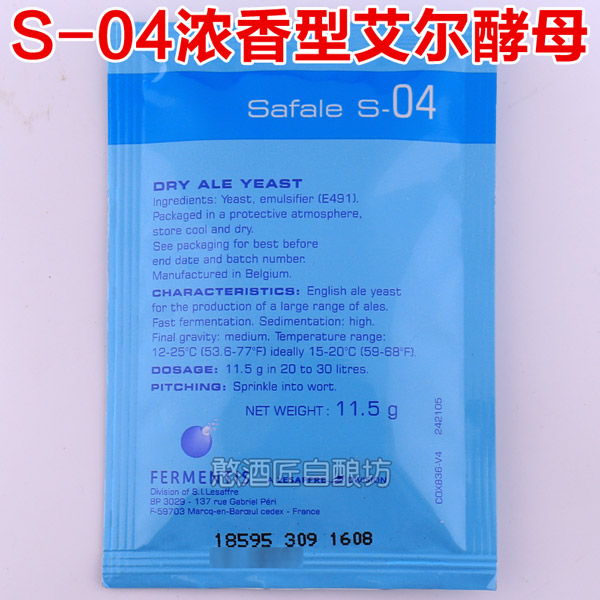 S-04浓香型艾尔酵母
Safale S-04
DRY ALE YEAST
Ingredients: Yeast, emulsifier (E491).
Packaged in a protective atmosphere,
store cool and dry.
See packaging for best before
end date and batch number.
Manufactured in Belgium.
CHARACTERISTICS: English ale yeast
for the production of a large range of ales.
Fast fermentation. Sedimentation: high.
Final gravity: medium. Temperature range:
12-25°C (53.6-77°F) ideally 15-20°C (59-68°F).
DOSAGE: 11.5 g in 20 to 30 litres.
PITCHING: Sprinkle into wort.
NET WEIGHT: 11.5 g
COX836-V4 242105
FERMENTIS
憨酒匠自酿坊
Division of S.I.Lesaffre
BP 3029 - 137 rue Gabriel Péri
F-59703 Marcq-en-Barœul cedex - France
18595 309 1608